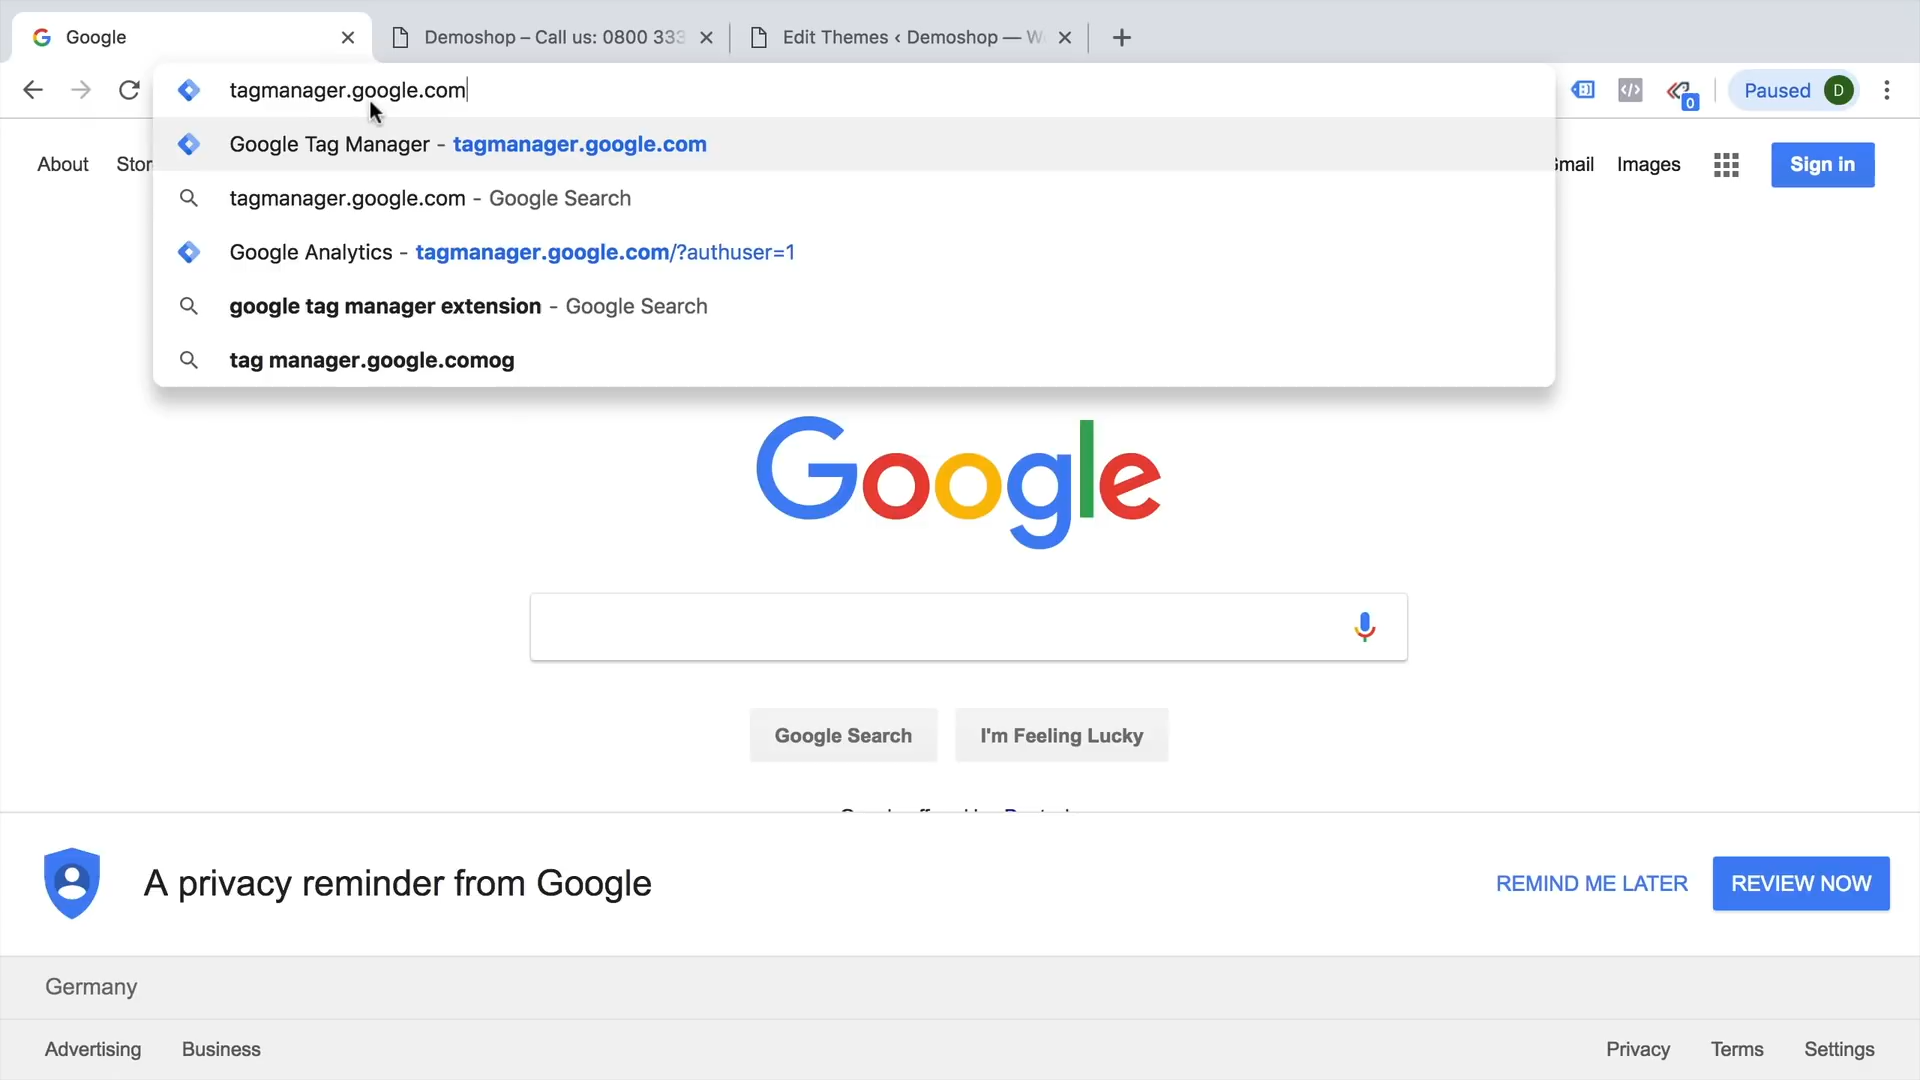 Google
Demoshop – Call us: 0800 333
Edit Themes ‹ Demoshop — W
tagmanager.google.com
Paused D
0
Google Tag Manager - tagmanager.google.com
About
Gmail Images Sign in
tagmanager.google.com - Google Search
Google Analytics - tagmanager.google.com/?authuser=1
google tag manager extension - Google Search
tag manager.google.comog
Google
Google Search I'm Feeling Lucky
A privacy reminder from Google
REMIND ME LATER REVIEW NOW
Germany
Advertising Business Privacy Terms Settings